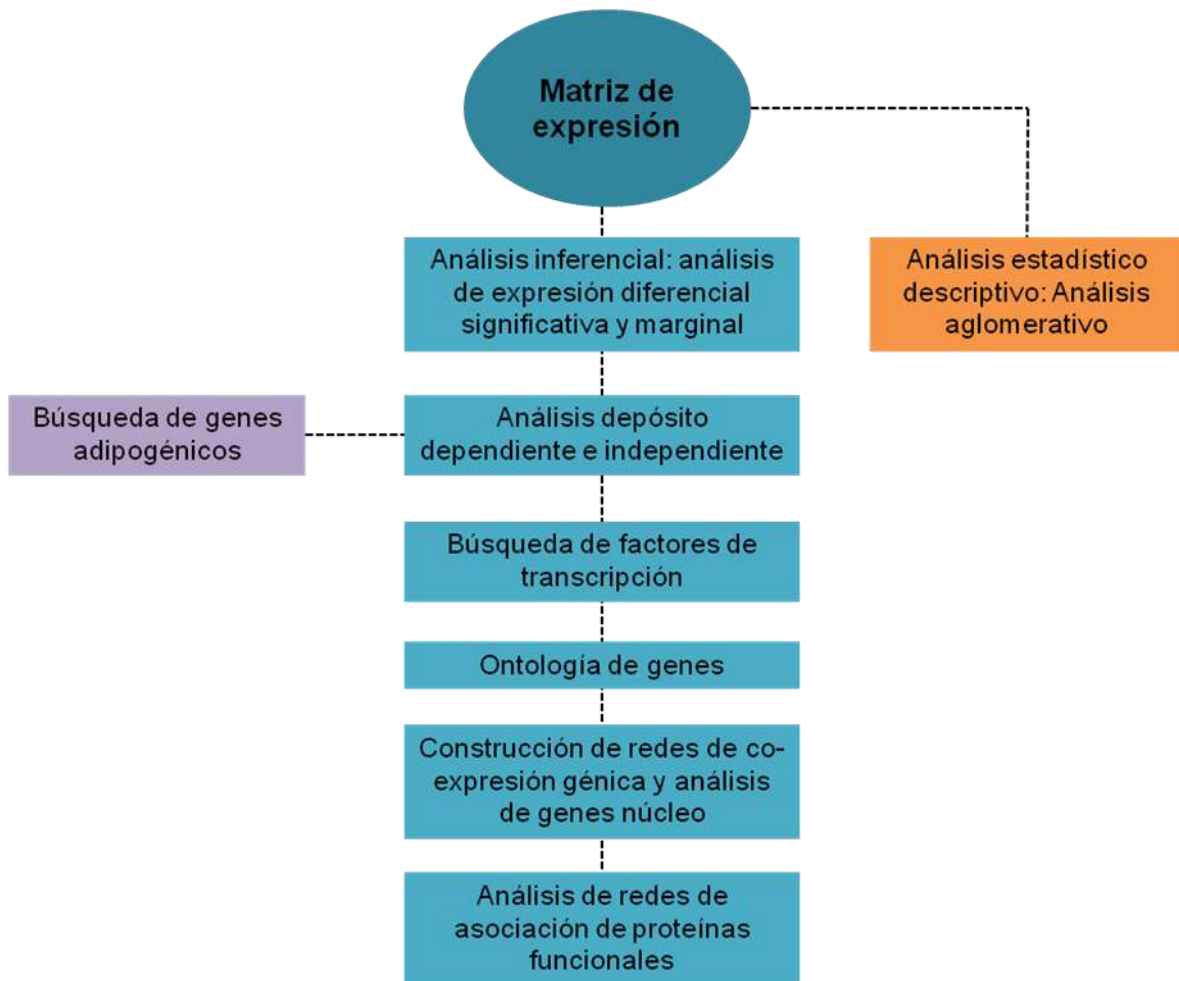 Matriz de
expresión
Análisis inferencial: análisis
de expresión diferencial
significativa y marginal
Análisis estadístico
descriptivo: Análisis
aglomerativo
Búsqueda de genes
adipogénicos
Análisis depósito
dependiente e independiente
Búsqueda de factores de
transcripción
Ontología de genes
Construcción de redes de co-
expresión génica y análisis
de genes núcleo
Análisis de redes de
asociación de proteínas
funcionales